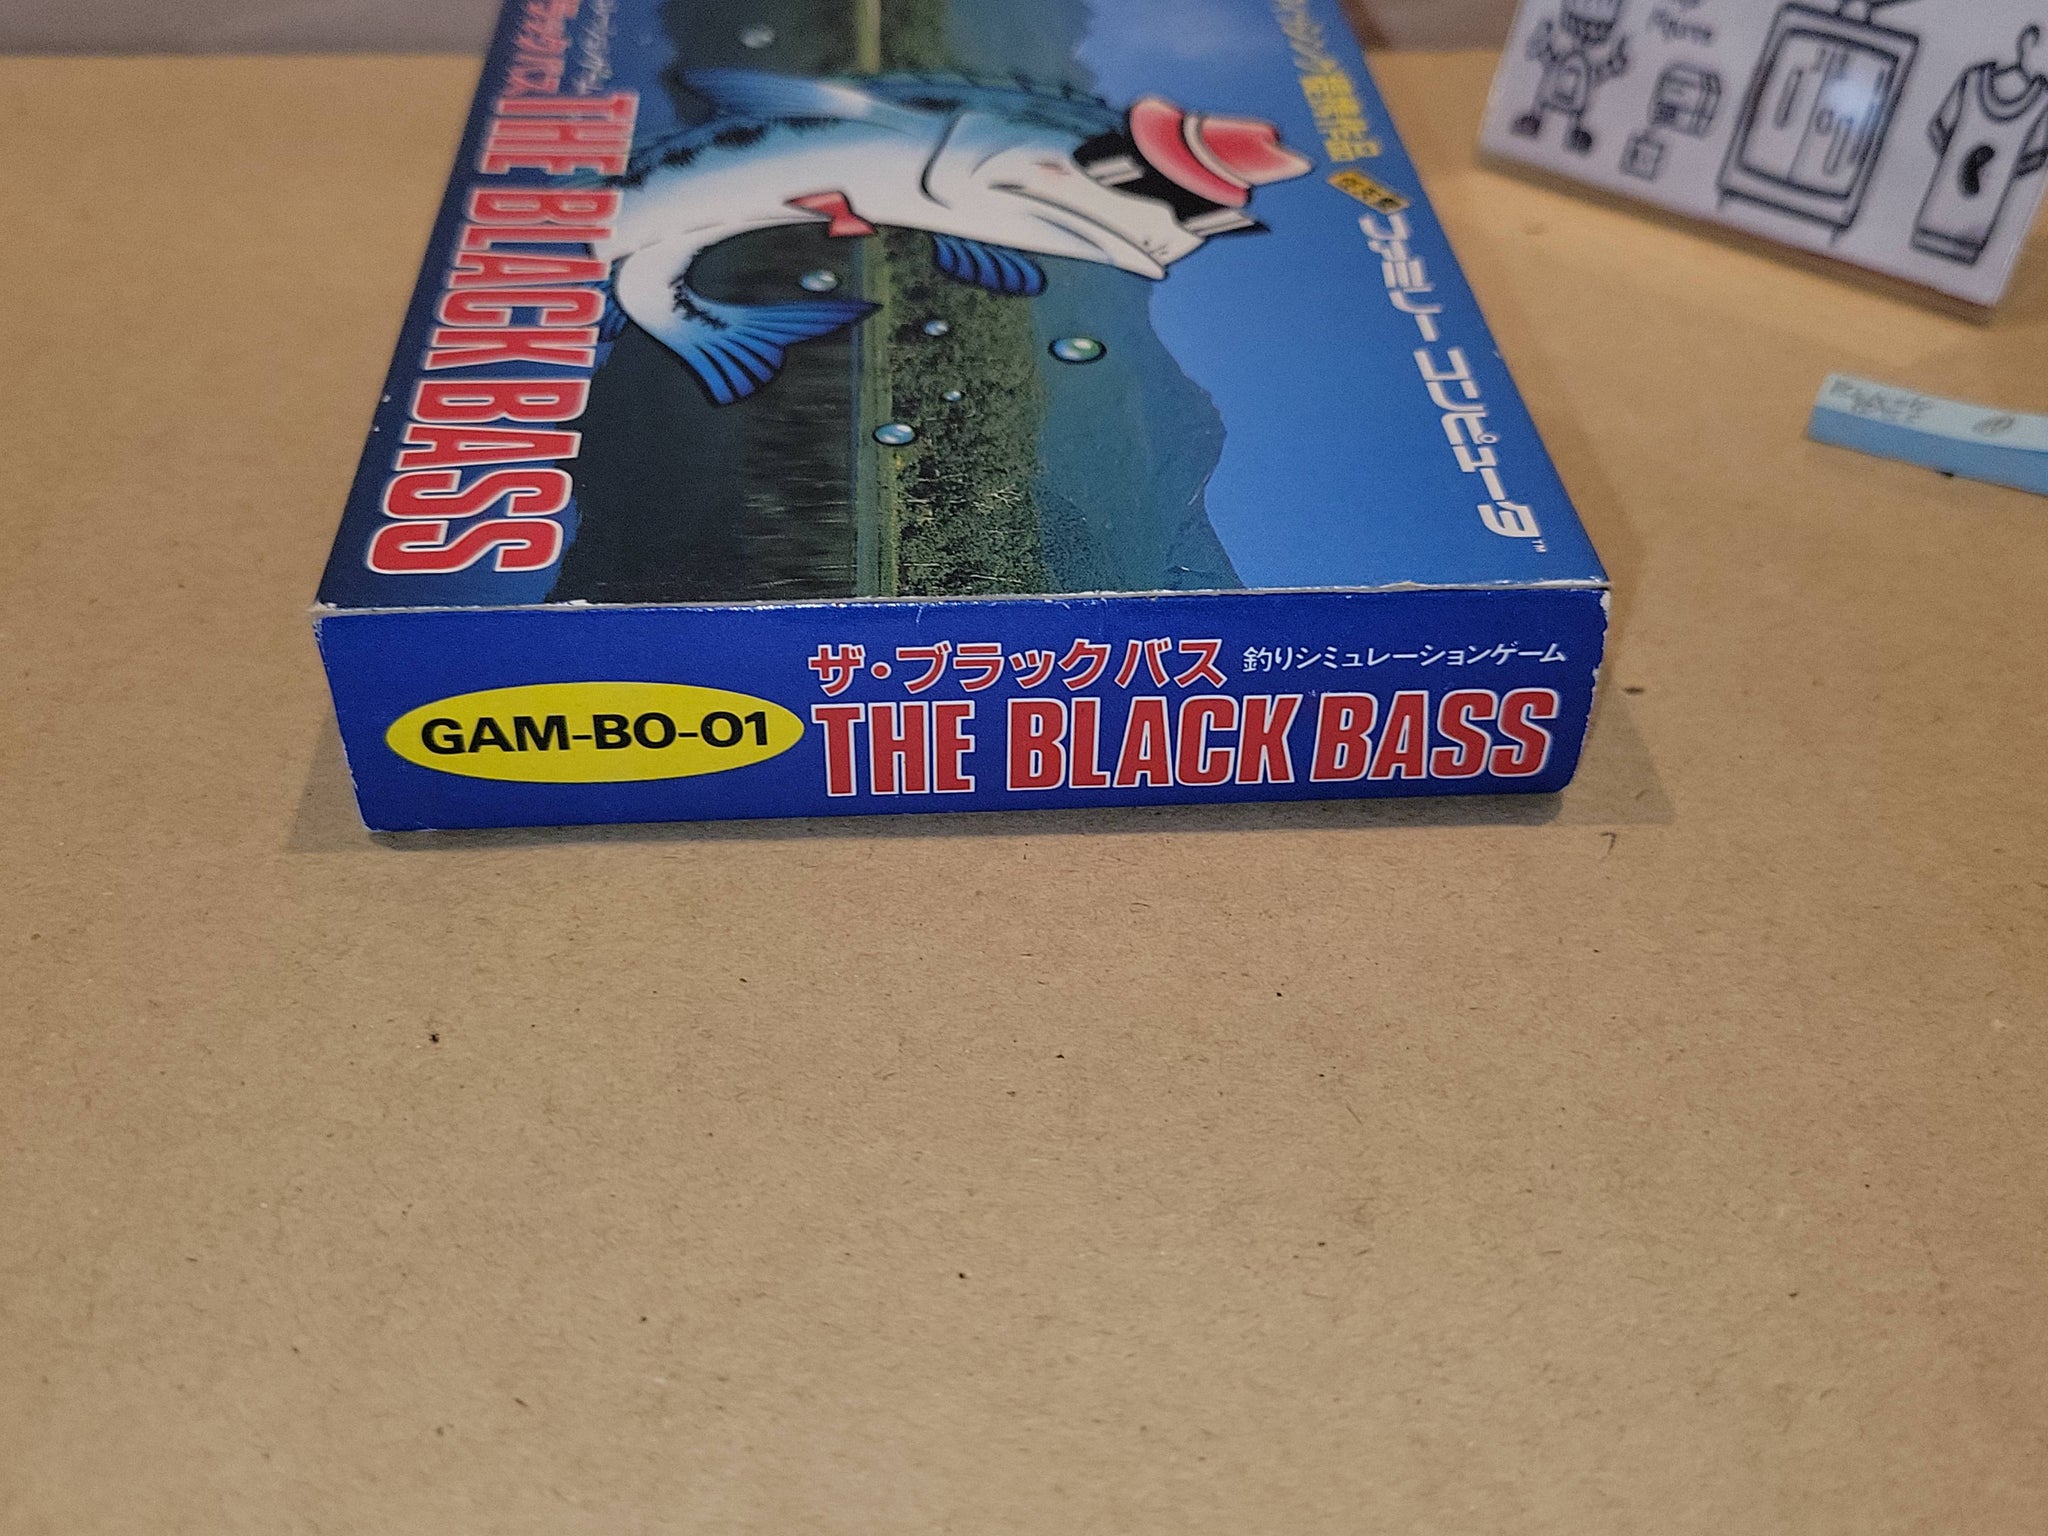 THE BLACK BASS
ファミリー コンピュータ™
GAM-BO-01
ザ・ブラックバス 釣りシミュレーションゲーム
THE BLACK BASS